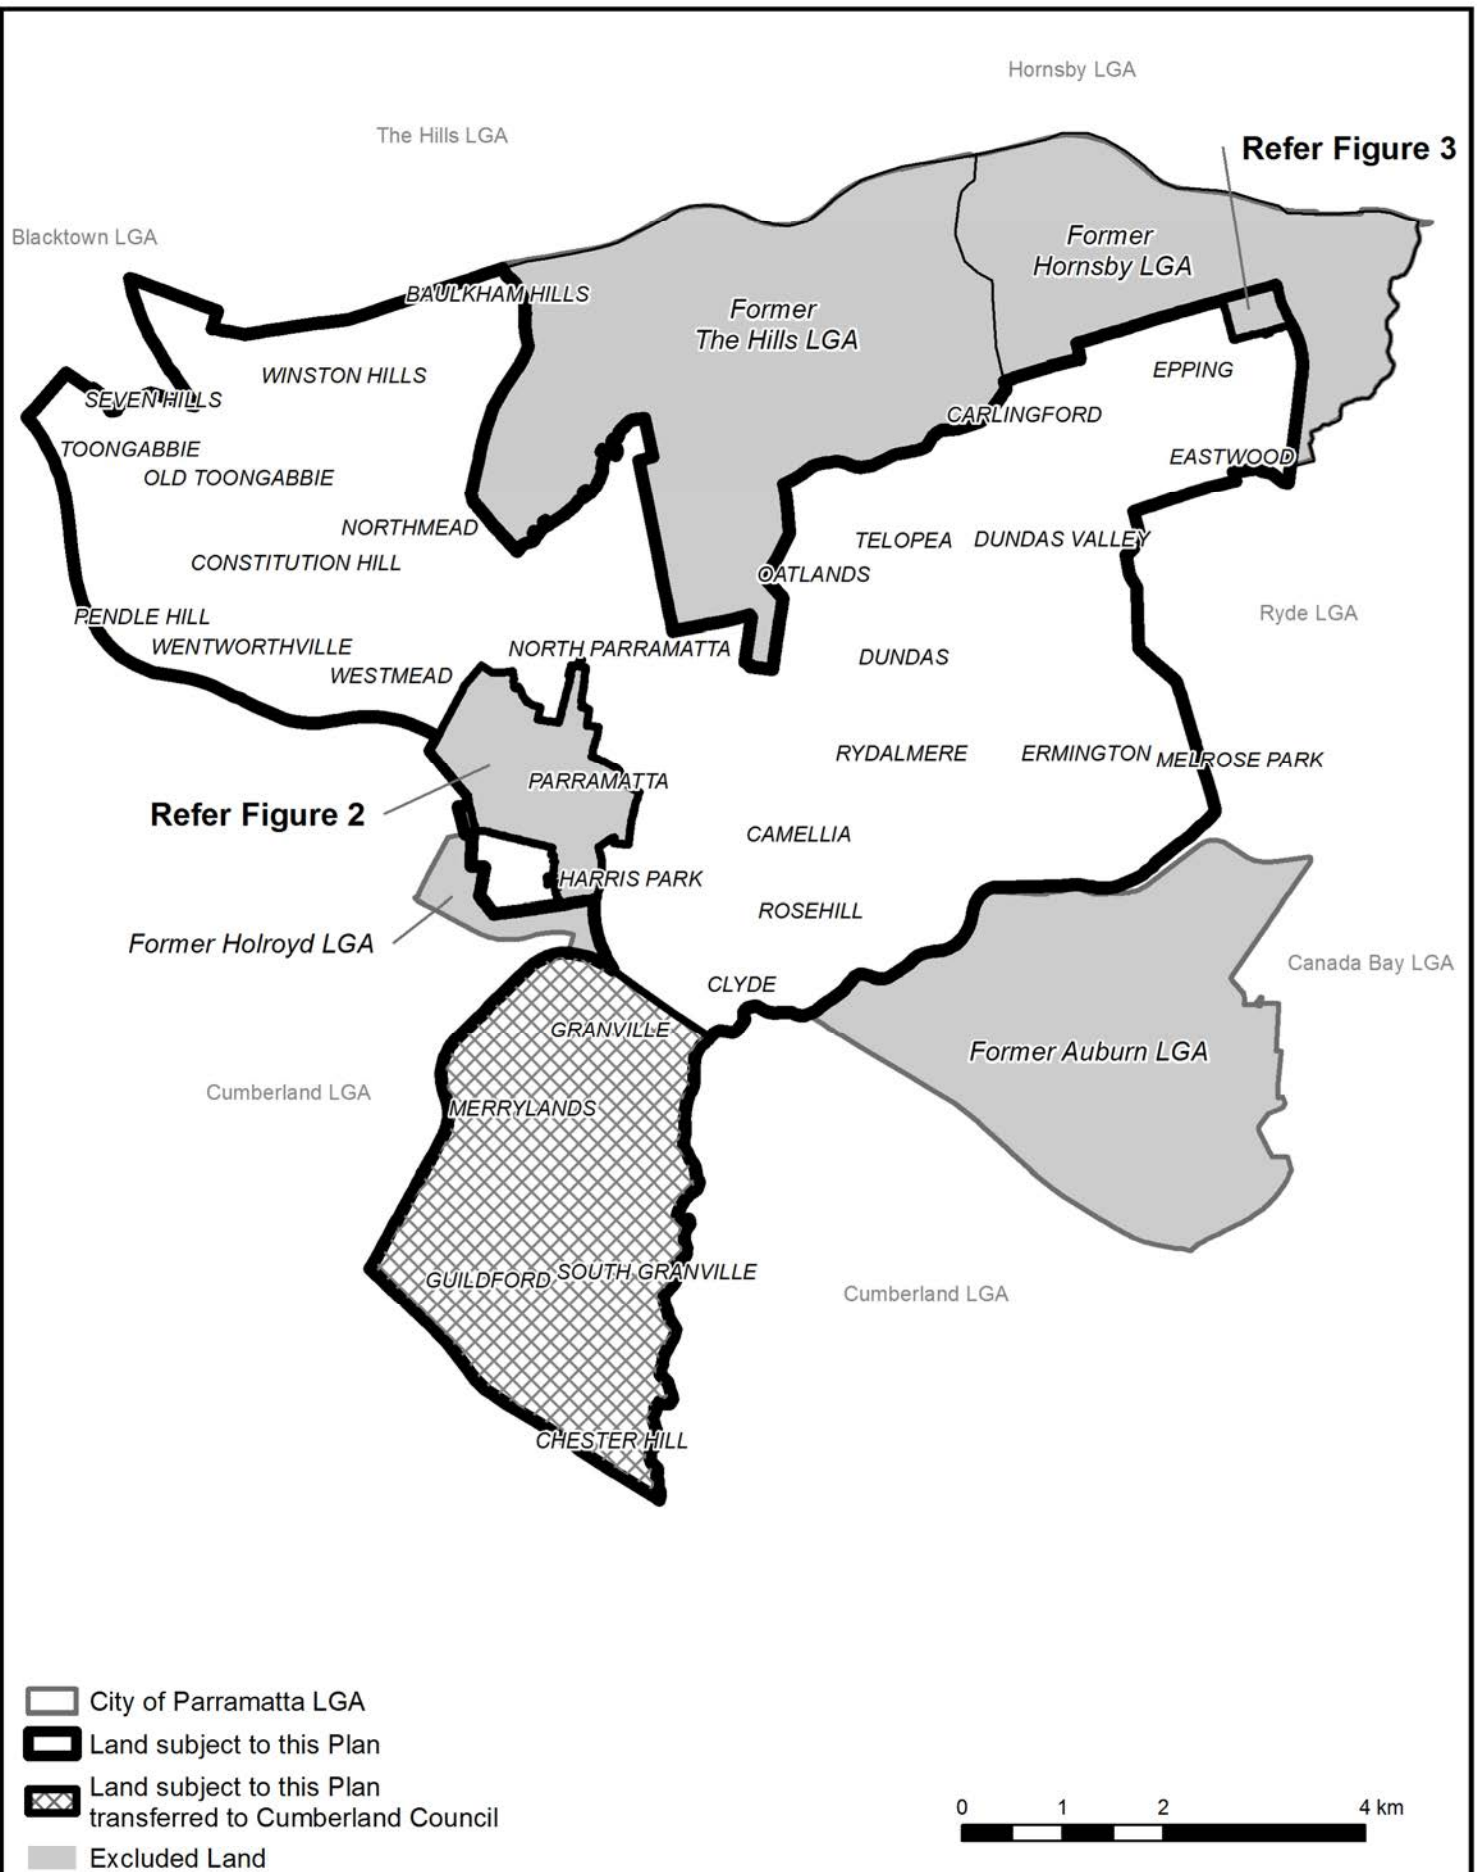 Hornsby LGA
The Hills LGA
Refer Figure 3
Blacktown LGA
Former
Hornsby LGA
BAULKHAM HILLS
Former
The Hills LGA
EPPING
WINSTON HILLS
SEVEN HILLS
CARLINGFORD
TOONGABBIE
EASTWOOD
OLD TOONGABBIE
NORTHMEAD
TELOPEA
DUNDAS VALLEY
CONSTITUTION HILL
OATLANDS
PENDLE HILL
Ryde LGA
WENTWORTHVILLE
NORTH PARRAMATTA
DUNDAS
WESTMEAD
RYDALMERE
ERMINGTON
MELROSE PARK
PARRAMATTA
Refer Figure 2
CAMELLIA
HARRIS PARK
ROSEHILL
Former Holroyd LGA
Canada Bay LGA
CLYDE
GRANVILLE
Former Auburn LGA
Cumberland LGA
MERRYLANDS
GUILDFORD
SOUTH GRANVILLE
Cumberland LGA
CHESTER HILL
City of Parramatta LGA
Land subject to this Plan
Land subject to this Plan
transferred to Cumberland Council
Excluded Land
0 1 2 4 km